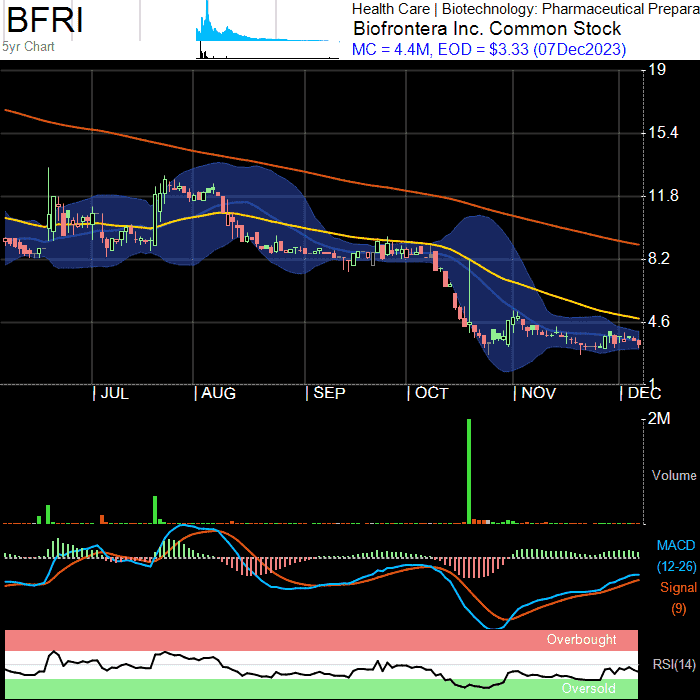 BFRI
5yr Chart
Health Care | Biotechnology: Pharmaceutical Prepara
Biofrontera Inc. Common Stock
MC = 4.4M, EOD = $3.33 (07Dec2023)
19
15.4
11.8
8.2
4.6
1
JUL AUG SEP OCT NOV DEC
2M
Volume
MACD
(12-26)
Signal
(9)
Overbought
RSI(14)
Oversold